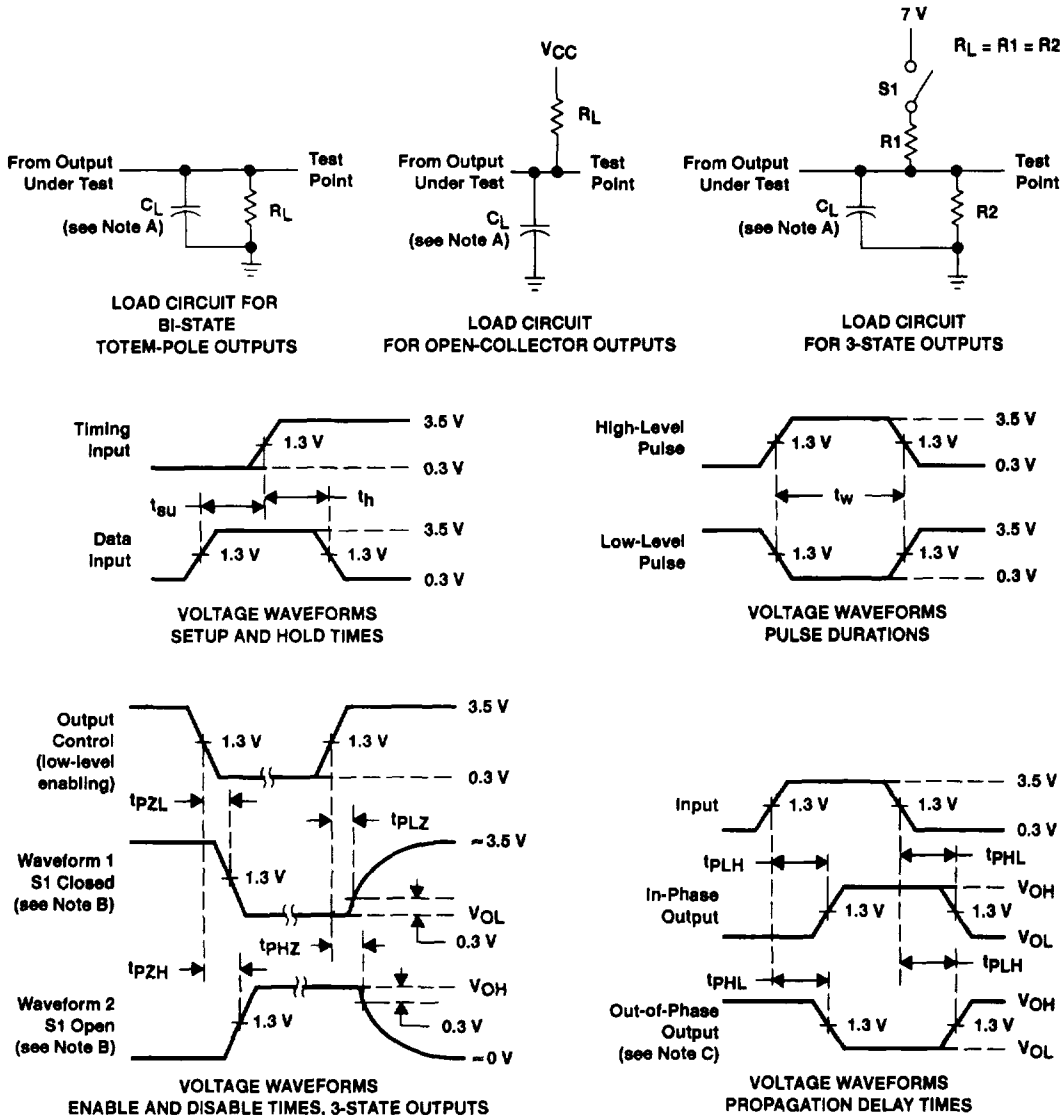 VCC
RL
From Output
Under Test
Test
Point
CL
(see Note A)
RL
LOAD CIRCUIT FOR
BI-STATE
TOTEM-POLE OUTPUTS
From Output
Under Test
Test
Point
CL
(see Note A)
LOAD CIRCUIT
FOR OPEN-COLLECTOR OUTPUTS
7 V
RL = R1 = R2
S1
R1
From Output
Under Test
Test
Point
CL
(see Note A)
R2
LOAD CIRCUIT
FOR 3-STATE OUTPUTS
Timing
Input
1.3 V
3.5 V
0.3 V
tsu
th
Data
Input
1.3 V
1.3 V
3.5 V
0.3 V
VOLTAGE WAVEFORMS
SETUP AND HOLD TIMES
High-Level
Pulse
1.3 V
1.3 V
3.5 V
0.3 V
tw
Low-Level
Pulse
1.3 V
1.3 V
3.5 V
0.3 V
VOLTAGE WAVEFORMS
PULSE DURATIONS
Output
Control
(low-level
enabling)
1.3 V
1.3 V
3.5 V
0.3 V
tPZL
tPLZ
Waveform 1
S1 Closed
(see Note B)
1.3 V
≈3.5 V
VOL
0.3 V
tPHZ
tPZH
Waveform 2
S1 Open
(see Note B)
1.3 V
VOH
0.3 V
≈0 V
VOLTAGE WAVEFORMS
ENABLE AND DISABLE TIMES, 3-STATE OUTPUTS
Input
1.3 V
1.3 V
3.5 V
0.3 V
tPLH
tPHL
In-Phase
Output
1.3 V
1.3 V
VOH
VOL
tPHL
tPLH
Out-of-Phase
Output
(see Note C)
1.3 V
1.3 V
VOH
VOL
VOLTAGE WAVEFORMS
PROPAGATION DELAY TIMES